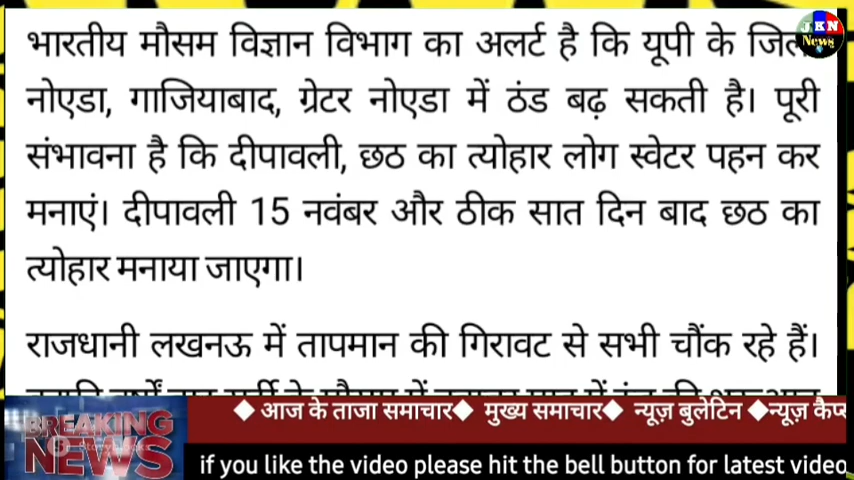 भारतीय मौसम विज्ञान विभाग का अलर्ट है कि यूपी के
JKN
News
नोएडा, गाजियाबाद, ग्रेटर नोएडा में ठंड बढ़ सकती है। पूरी
संभावना है कि दीपावली, छठ का त्योहार लोग स्वेटर पहन कर
मनाएं। दीपावली 15 नवंबर और ठीक सात दिन बाद छठ का
त्योहार मनाया जाएगा।
राजधानी लखनऊ में तापमान की गिरावट से सभी चौंक रहे हैं।
BREAKING
NEWS
◆ आज के ताजा समाचार◆ मुख्य समाचार◆ न्यूज़ बुलेटिन ◆न्यूज़
if you like the video please hit the bell button for latest video